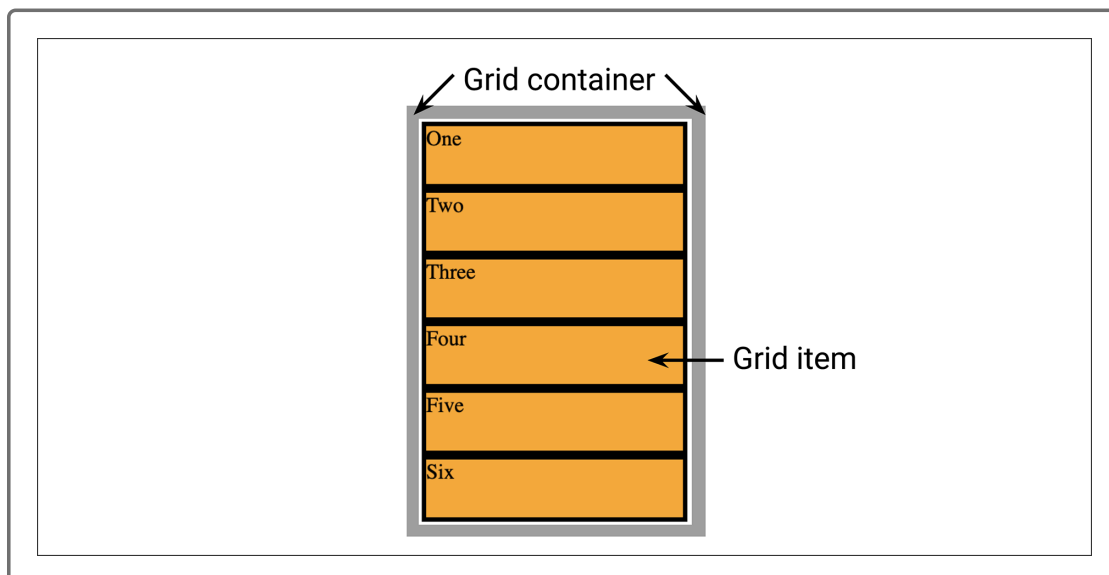 Grid container
One
Two
Three
Four
Grid item
Five
Six